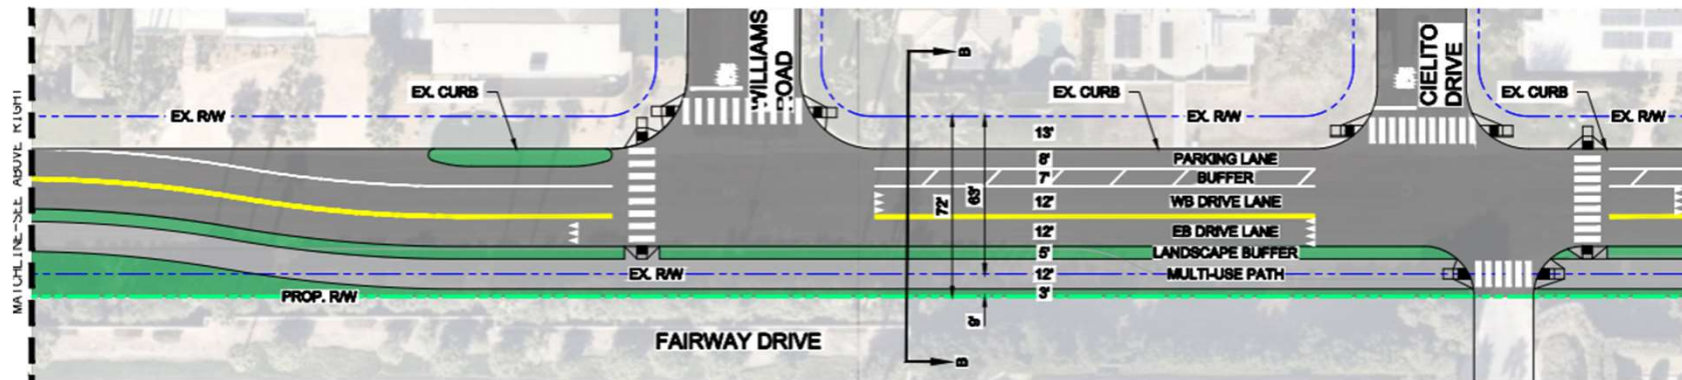 MATCHLINE-SEE ABOVE RIGHT
WILLIAMS
ROAD
CIELITO
DRIVE
B
EX. CURB
EX. CURB
EX. CURB
EX. R/W
EX. R/W
EX. R/W
13'
8'
PARKING LANE
7'
BUFFER
72'
63'
12'
WB DRIVE LANE
12'
EB DRIVE LANE
5'
LANDSCAPE BUFFER
EX. R/W
12'
MULTI-USE PATH
PROP. R/W
3'
9'
FAIRWAY DRIVE
B